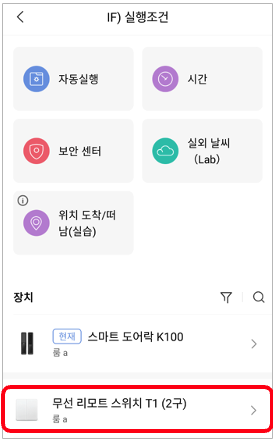 IF) 실행조건
자동실행
시간
보안 센터
실외 날씨
(Lab)
위치 도착/떠
남(실습)
장치
현재 스마트 도어락 K100
룸 a
무선 리모트 스위치 T1 (2구)
룸 a